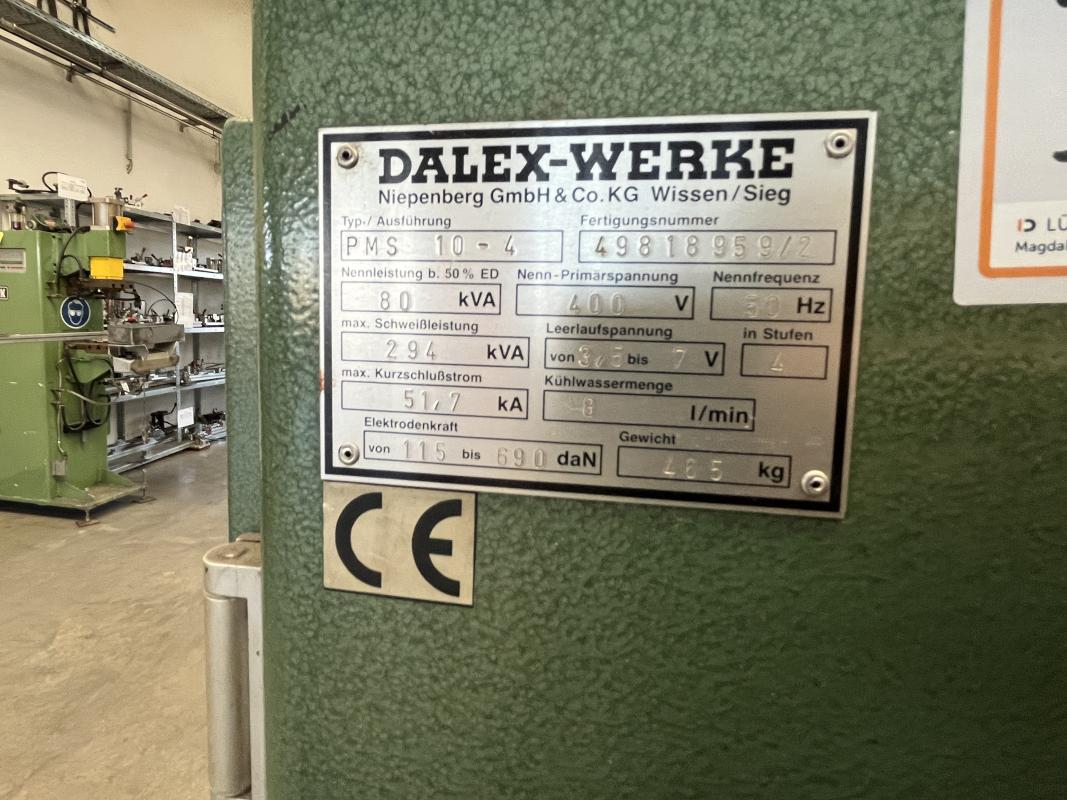 DALEX-WERKE
Niepenberg GmbH & Co. KG Wissen/Sieg
Typ-/Ausführung Fertigungsnummer
PMS 10-4 49818959/2
Nennleistung b. 50% ED Nenn-Primärspannung Nennfrequenz
80 kVA 400 V 50 Hz
max. Schweißleistung Leerlaufspannung in Stufen
294 kVA von 3,5 bis 7 V 4
max. Kurzschlußstrom Kühlwassermenge
51,7 kA l/min
Elektrodenkraft Gewicht
von 115 bis 690 daN 465 kg
CE